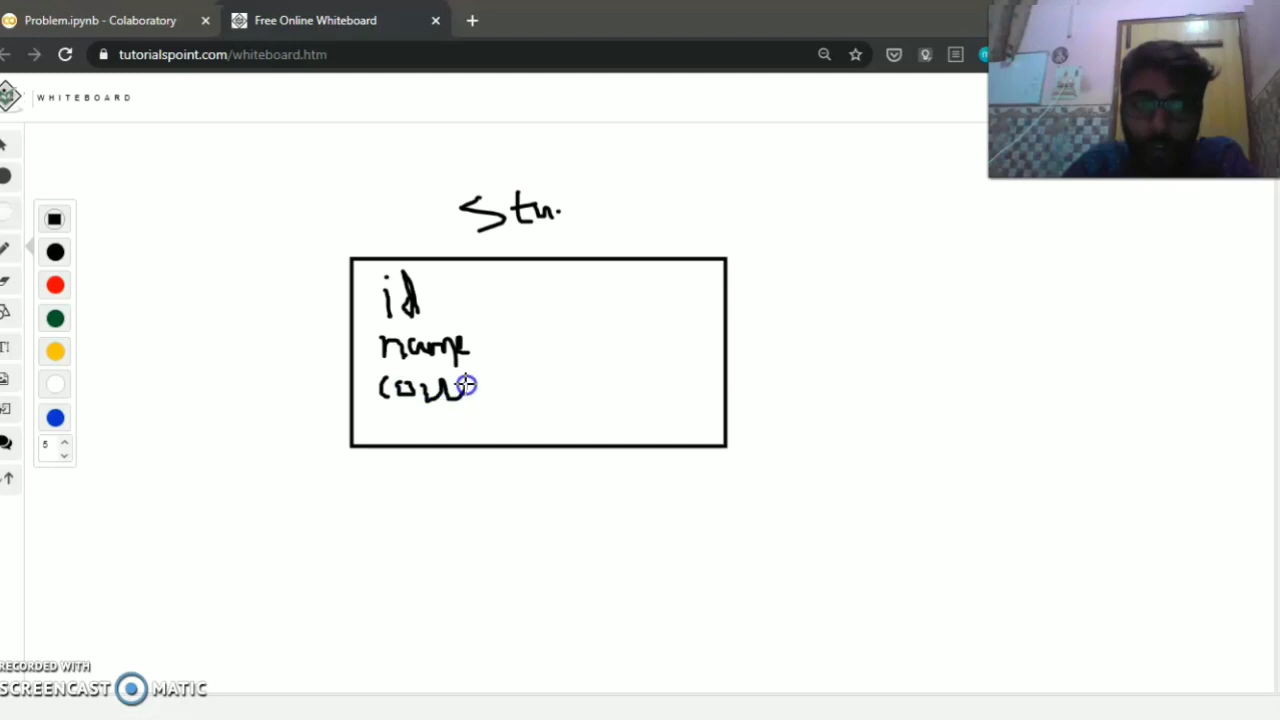 Problem.ipynb - Colaboratory
Free Online Whiteboard
tutorialspoint.com/whiteboard.htm
WHITEBOARD
Stu.
id
name
5
RECORDED WITH
SCREENCAST MATIC